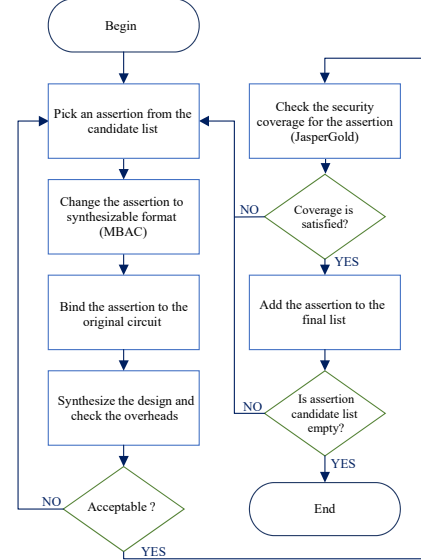 Begin
Pick an assertion from the
candidate list
Change the assertion to
synthesizable format
(MBAC)
Bind the assertion to the
original circuit
Synthesize the design and
check the overheads
Acceptable ?
NO
YES
Check the security
coverage for the assertion
(JasperGold)
Coverage is
satisfied?
NO
YES
Add the assertion to the
final list
Is assertion
candidate list
empty?
NO
YES
End